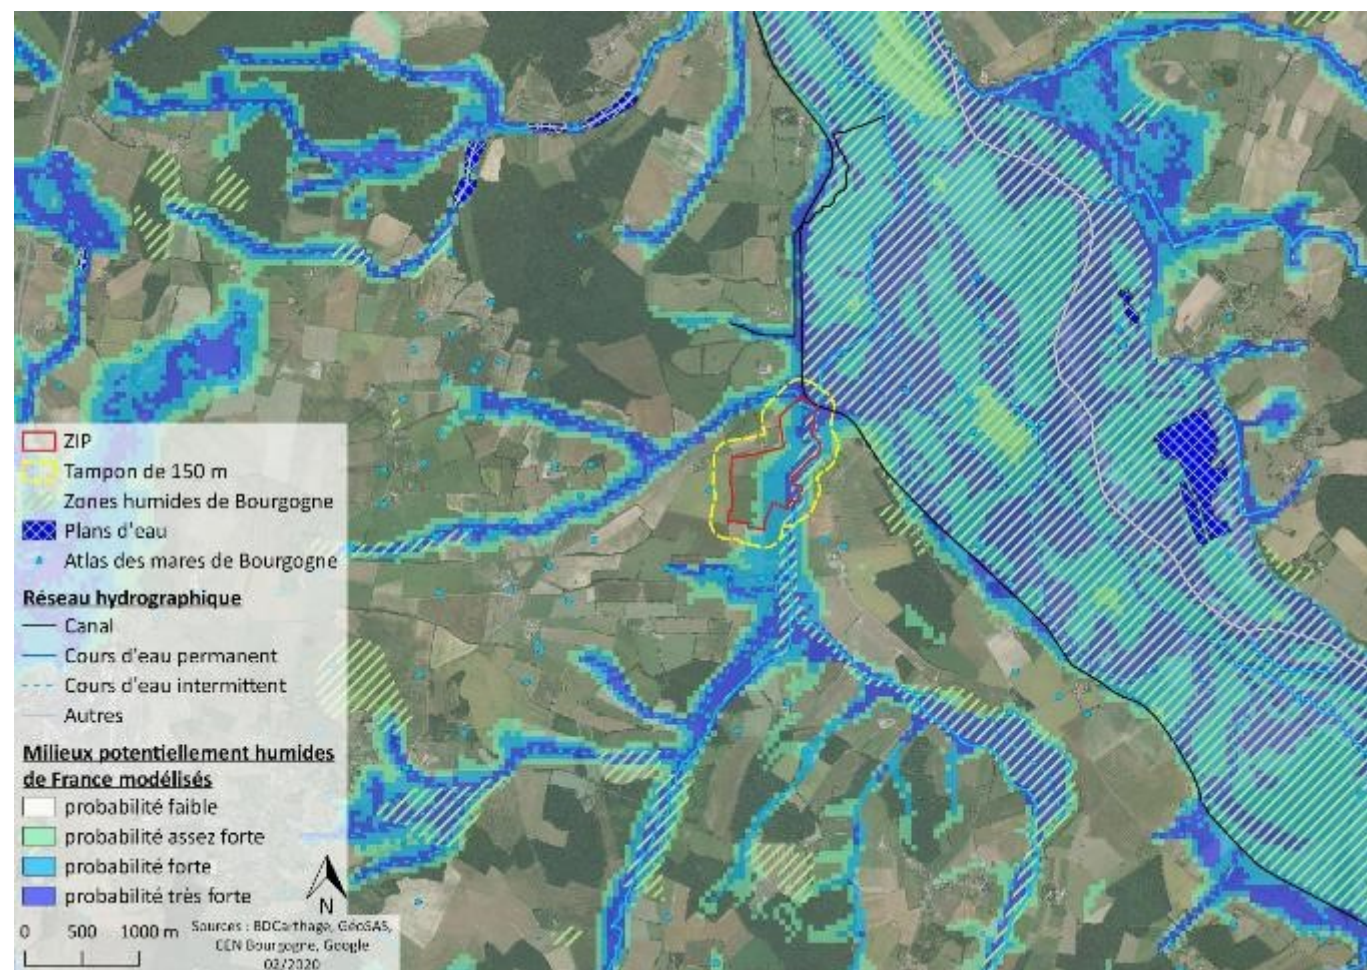 ZIP
Tampon de 150 m
Zones humides de Bourgogne
Plans d'eau
Atlas des mares de Bourgogne
Réseau hydrographique
Canal
Cours d'eau permanent
Cours d'eau intermittent
Autres
Milieux potentiellement humides
de France modélisés
probabilité faible
probabilité assez forte
probabilité forte
probabilité très forte
N
0 500 1000 m
Sources : BDCarthage, GéoSAS,
CEN Bourgogne, Google
02/2020